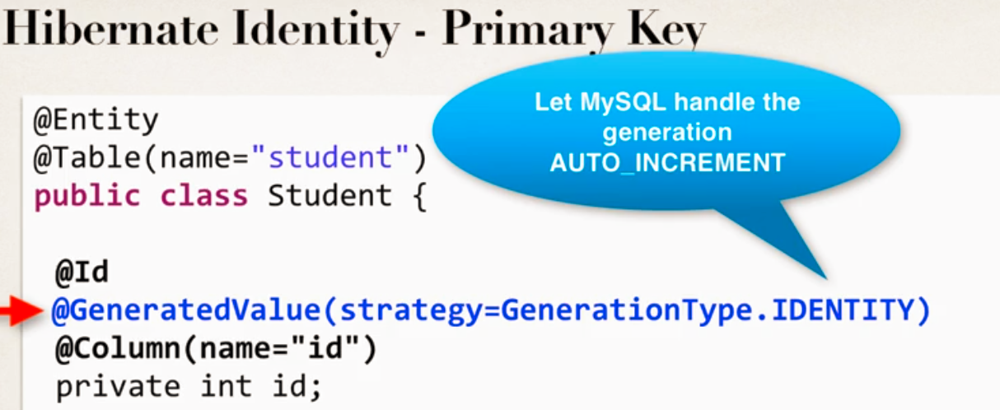 Hibernate Identity - Primary Key
Let MySQL handle the
generation
AUTO_INCREMENT
@Entity
@Table(name="student")
public class Student {
@Id
@GeneratedValue(strategy=GenerationType.IDENTITY)
@Column(name="id")
private int id;